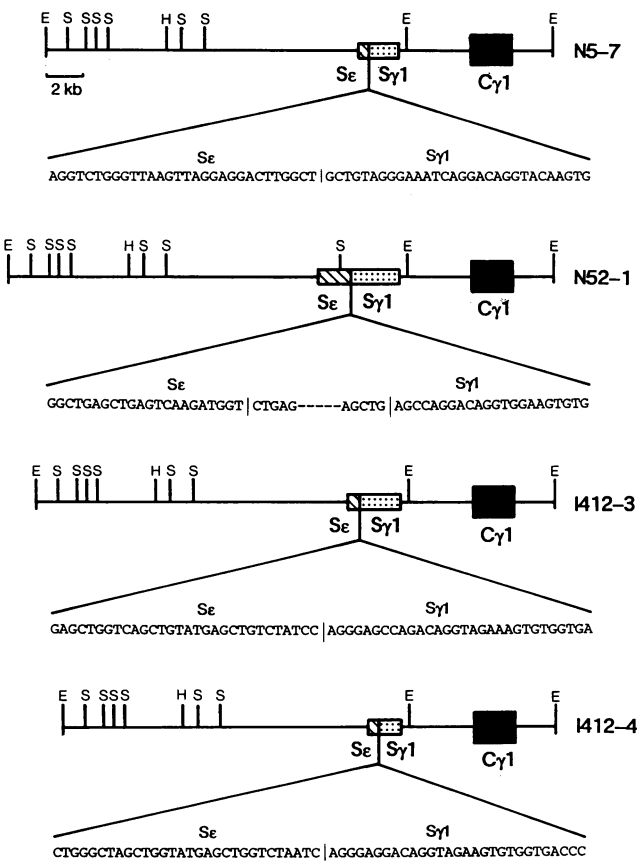 E S S S S H S S E E N5–7
2 kb
Sε Sγ1 Cγ1
Sε Sγ1
AGGTCTGGGTTAAGTTAGGAGGACTTGGCT | GCTGTAGGGAAATCAGGACAGGTACAAGTG
E S S S S H S S S E E N52–1
Sε Sγ1 Cγ1
Sε Sγ1
GGCTGAGCTGAGTCAAGATGGT | CTGAG-----AGCTG | AGCCAGGACAGGTGGAAGTGTG
E S S S S H S S E E I412–3
Sε Sγ1 Cγ1
Sε Sγ1
GAGCTGGTCAGCTGTATGAGCTGTCTATCC | AGGGAGCCAGACAGGTAGAAAGTGTGGTGA
E S S S S H S S E E I412–4
Sε Sγ1 Cγ1
Sε Sγ1
CTGGGCTAGCTGGTATGAGCTGGTCTAATC | AGGGAGGACAGGTAGAAGTGTGGTGACCC